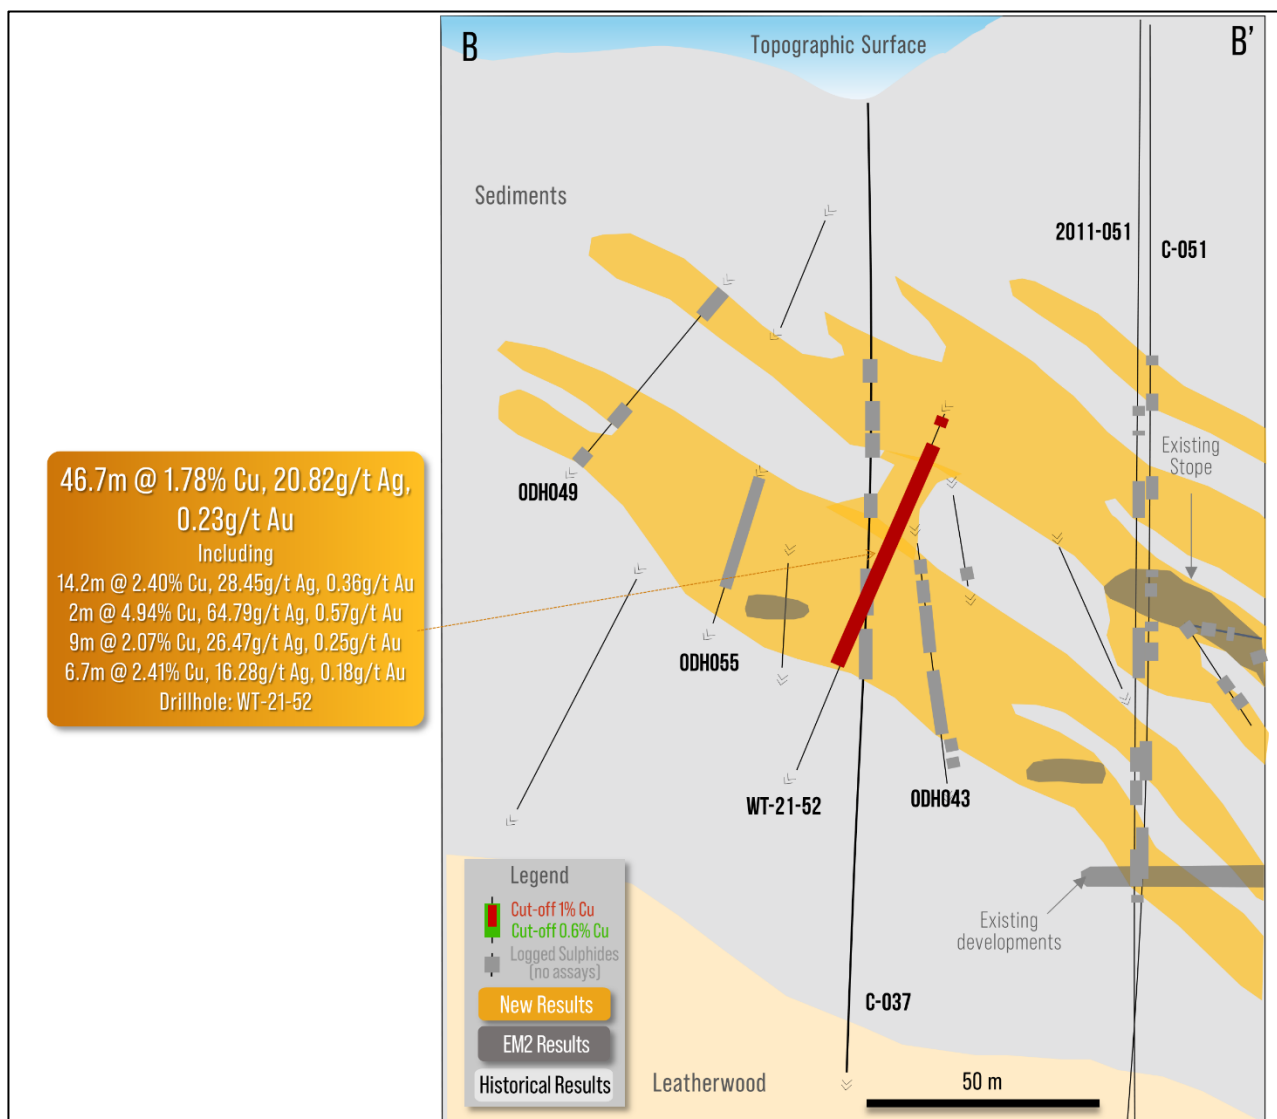 B
Topographic Surface
B'
Sediments
2011-051
C-051
Existing
Stope
46.7m @ 1.78% Cu, 20.82g/t Ag,
0.23g/t Au
Including
14.2m @ 2.40% Cu, 28.45g/t Ag, 0.36g/t Au
2m @ 4.94% Cu, 64.79g/t Ag, 0.57g/t Au
9m @ 2.07% Cu, 26.47g/t Ag, 0.25g/t Au
6.7m @ 2.41% Cu, 16.28g/t Ag, 0.18g/t Au
Drillhole: WT-21-52
ODH049
ODH055
WT-21-52
ODH043
Legend
Cut-off 1% Cu
Cut-off 0.6% Cu
Logged Sulphides
(no assays)
New Results
EM2 Results
Historical Results
Existing
developments
C-037
Leatherwood
50 m